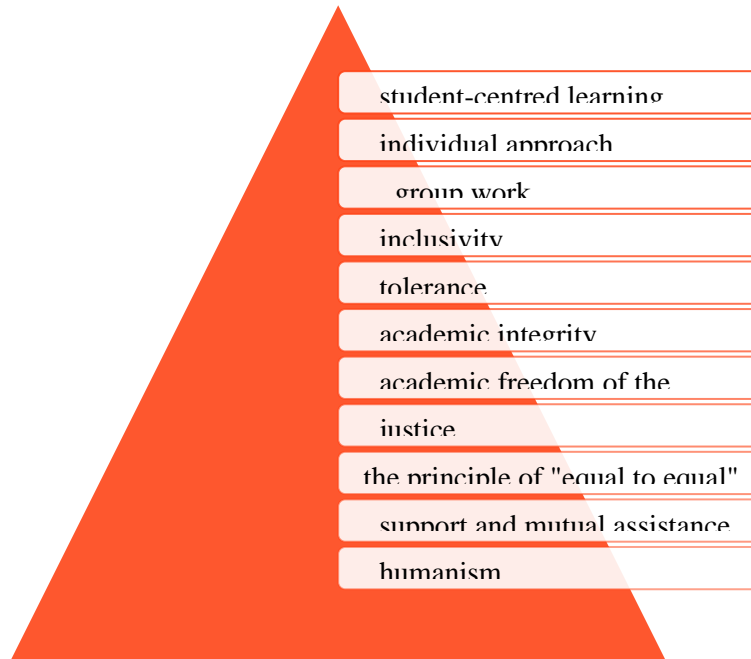 student-centred learning
individual approach
group work
inclusivity
tolerance
academic integrity
academic freedom of the
justice
the principle of "equal to equal"
support and mutual assistance
humanism